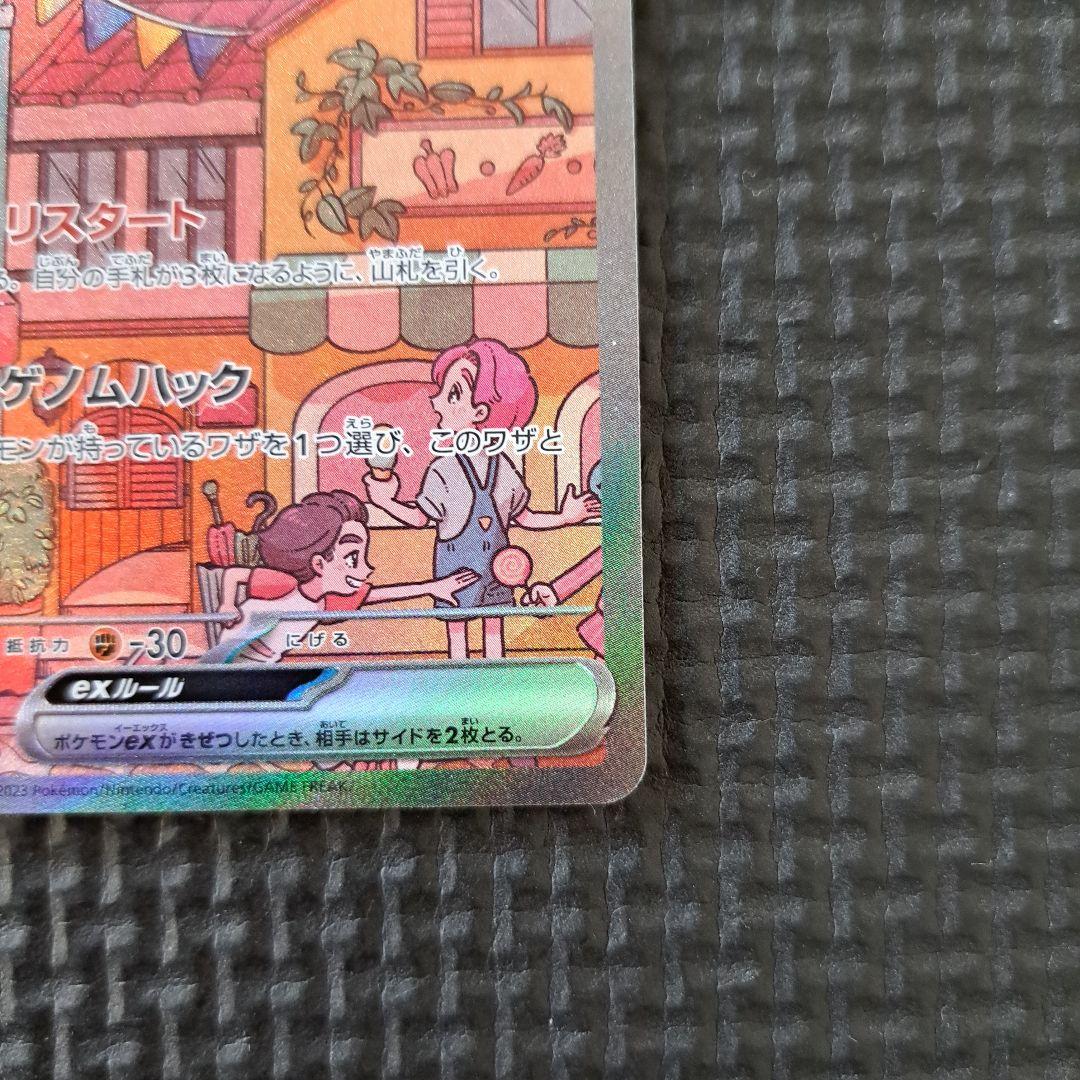 リスタート
る。自分の手札が3枚になるように、山札を引く。
ゲノムハック
モンが持っているワザを1つ選び、このワザと
抵抗力 -30 にげる
exルール
ポケモンexがきぜつしたとき、相手はサイドを2枚とる。
2023 Pokémon/Nintendo/Creatures/GAME FREAK.